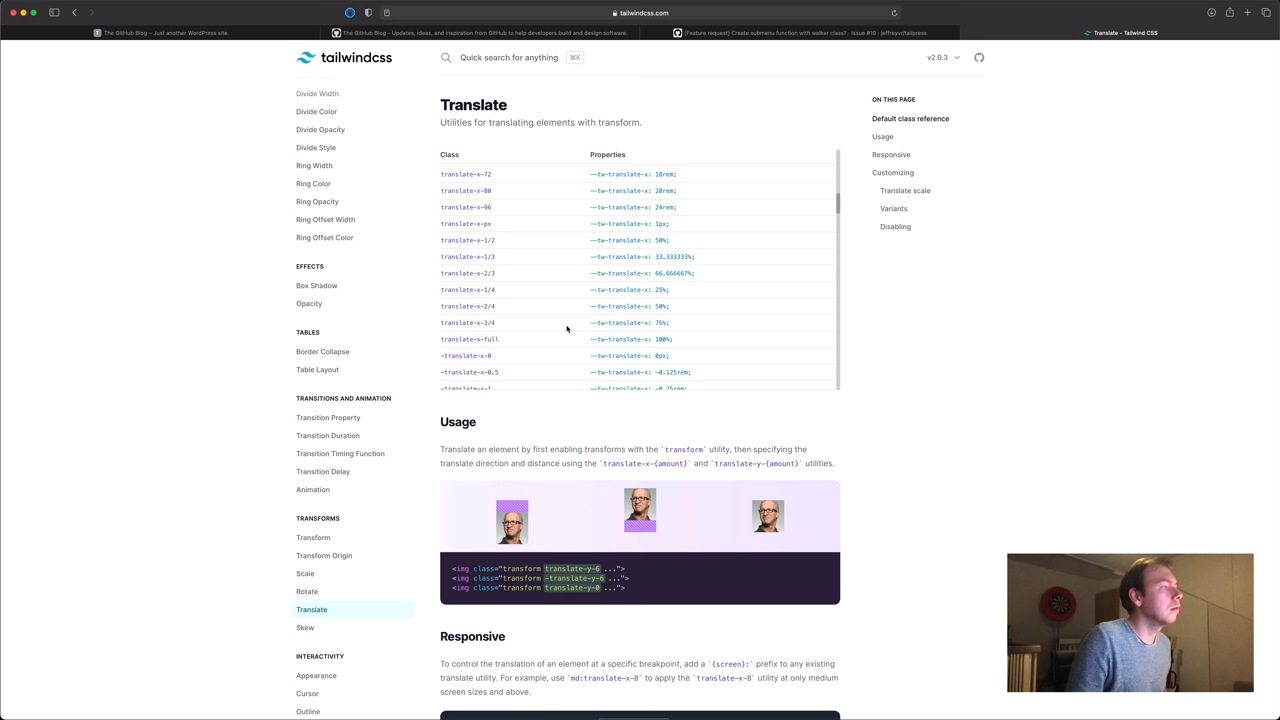 tailwindcss.com
The GitHub Blog – Just another WordPress site
The GitHub Blog - Updates, ideas, and inspiration from GitHub to help developers build and design software.
[Feature request] Create submenu function with walker class? · Issue #10 · jeffreyvr/tailpress
Translate - Tailwind CSS
tailwindcss
Quick search for anything
⌘K
v2.0.3
Divide Width
Divide Color
Divide Opacity
Divide Style
Ring Width
Ring Color
Ring Opacity
Ring Offset Width
Ring Offset Color
EFFECTS
Box Shadow
Opacity
TABLES
Border Collapse
Table Layout
TRANSITIONS AND ANIMATION
Transition Property
Transition Duration
Transition Timing Function
Transition Delay
Animation
TRANSFORMS
Transform
Transform Origin
Scale
Rotate
Translate
Skew
INTERACTIVITY
Appearance
Cursor
Outline
Translate
Utilities for translating elements with transform.
Class Properties
translate-x-72 --tw-translate-x: 18rem;
translate-x-80 --tw-translate-x: 20rem;
translate-x-96 --tw-translate-x: 24rem;
translate-x-px --tw-translate-x: 1px;
translate-x-1/2 --tw-translate-x: 50%;
translate-x-1/3 --tw-translate-x: 33.333333%;
translate-x-2/3 --tw-translate-x: 66.666667%;
translate-x-1/4 --tw-translate-x: 25%;
translate-x-2/4 --tw-translate-x: 50%;
translate-x-3/4 --tw-translate-x: 75%;
translate-x-full --tw-translate-x: 100%;
-translate-x-0 --tw-translate-x: 0px;
-translate-x-0.5 --tw-translate-x: -0.125rem;
-translate-x-1 --tw-translate-x: -0.25rem;
Usage
Translate an element by first enabling transforms with the `transform` utility, then specifying the
translate direction and distance using the `translate-x-{amount}` and `translate-y-{amount}` utilities.
<img class="transform translate-y-6 ...">
<img class="transform -translate-y-6 ...">
<img class="transform translate-y-0 ...">
Responsive
To control the translation of an element at a specific breakpoint, add a `{screen}:` prefix to any existing
translate utility. For example, use `md:translate-x-8` to apply the `translate-x-8` utility at only medium
screen sizes and above.
ON THIS PAGE
Default class reference
Usage
Responsive
Customizing
Translate scale
Variants
Disabling